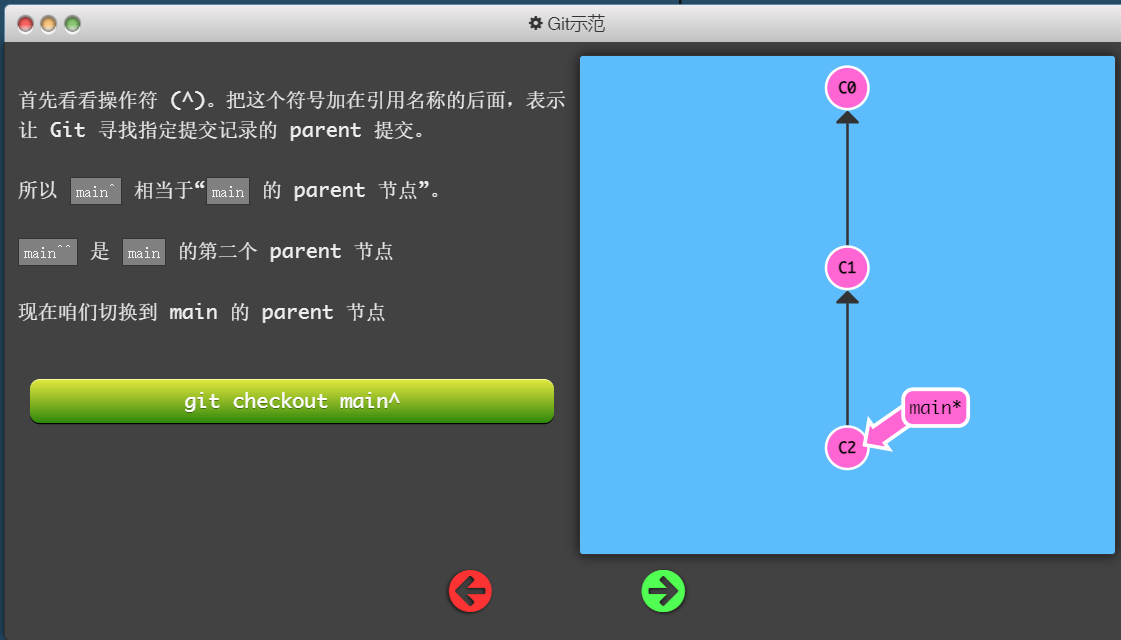 Git示范
首先看看操作符 (^)。把这个符号加在引用名称的后面，表示
让 Git 寻找指定提交记录的 parent 提交。
所以 main^ 相当于“main 的 parent 节点”。
main^^ 是 main 的第二个 parent 节点
现在咱们切换到 main 的 parent 节点
git checkout main^
C0
C1
main*
C2